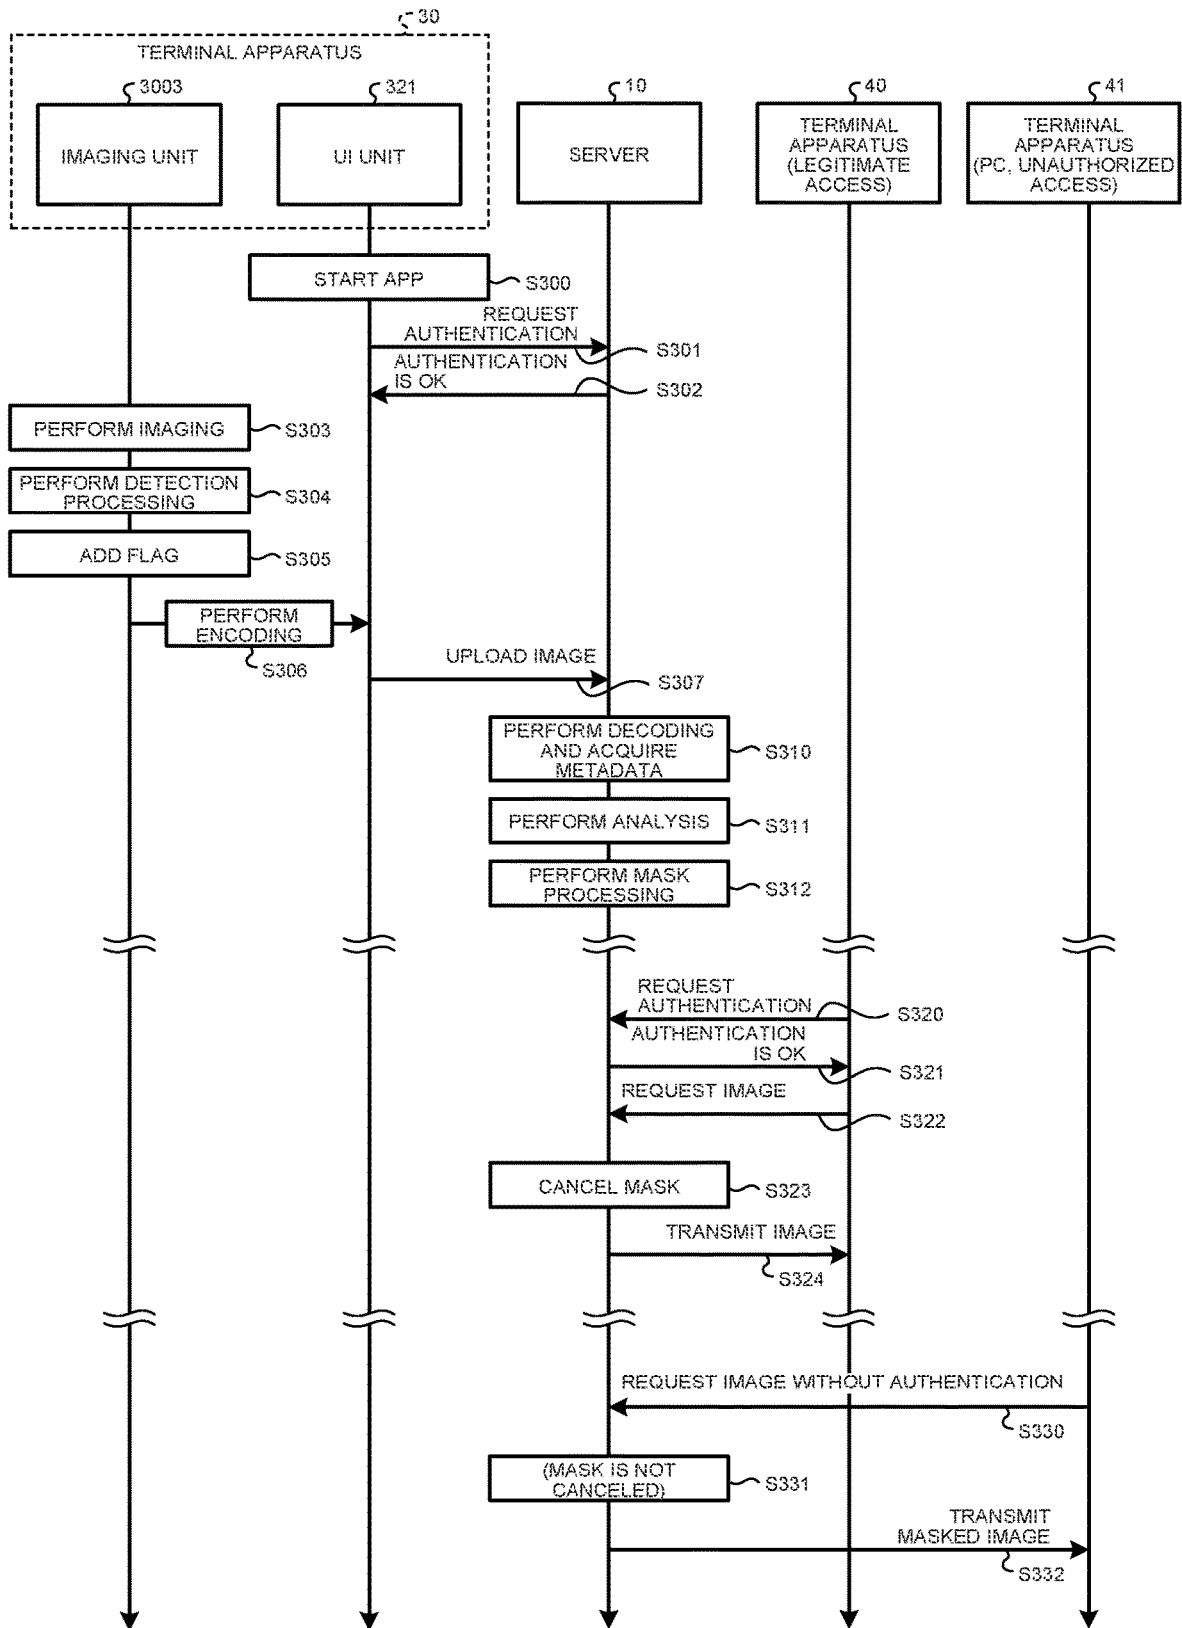 30
TERMINAL APPARATUS
3003
321
10
40
41
IMAGING UNIT
UI UNIT
SERVER
TERMINAL
APPARATUS
(LEGITIMATE
ACCESS)
TERMINAL
APPARATUS
(PC, UNAUTHORIZED
ACCESS)
START APP
S300
REQUEST
AUTHENTICATION
S301
AUTHENTICATION
IS OK
S302
PERFORM IMAGING
S303
PERFORM DETECTION
PROCESSING
S304
ADD FLAG
S305
PERFORM
ENCODING
S306
UPLOAD IMAGE
S307
PERFORM DECODING
AND ACQUIRE
METADATA
S310
PERFORM ANALYSIS
S311
PERFORM MASK
PROCESSING
S312
REQUEST
AUTHENTICATION
S320
AUTHENTICATION
IS OK
S321
REQUEST IMAGE
S322
CANCEL MASK
S323
TRANSMIT IMAGE
S324
REQUEST IMAGE WITHOUT AUTHENTICATION
S330
(MASK IS NOT
CANCELED)
S331
TRANSMIT
MASKED IMAGE
S332